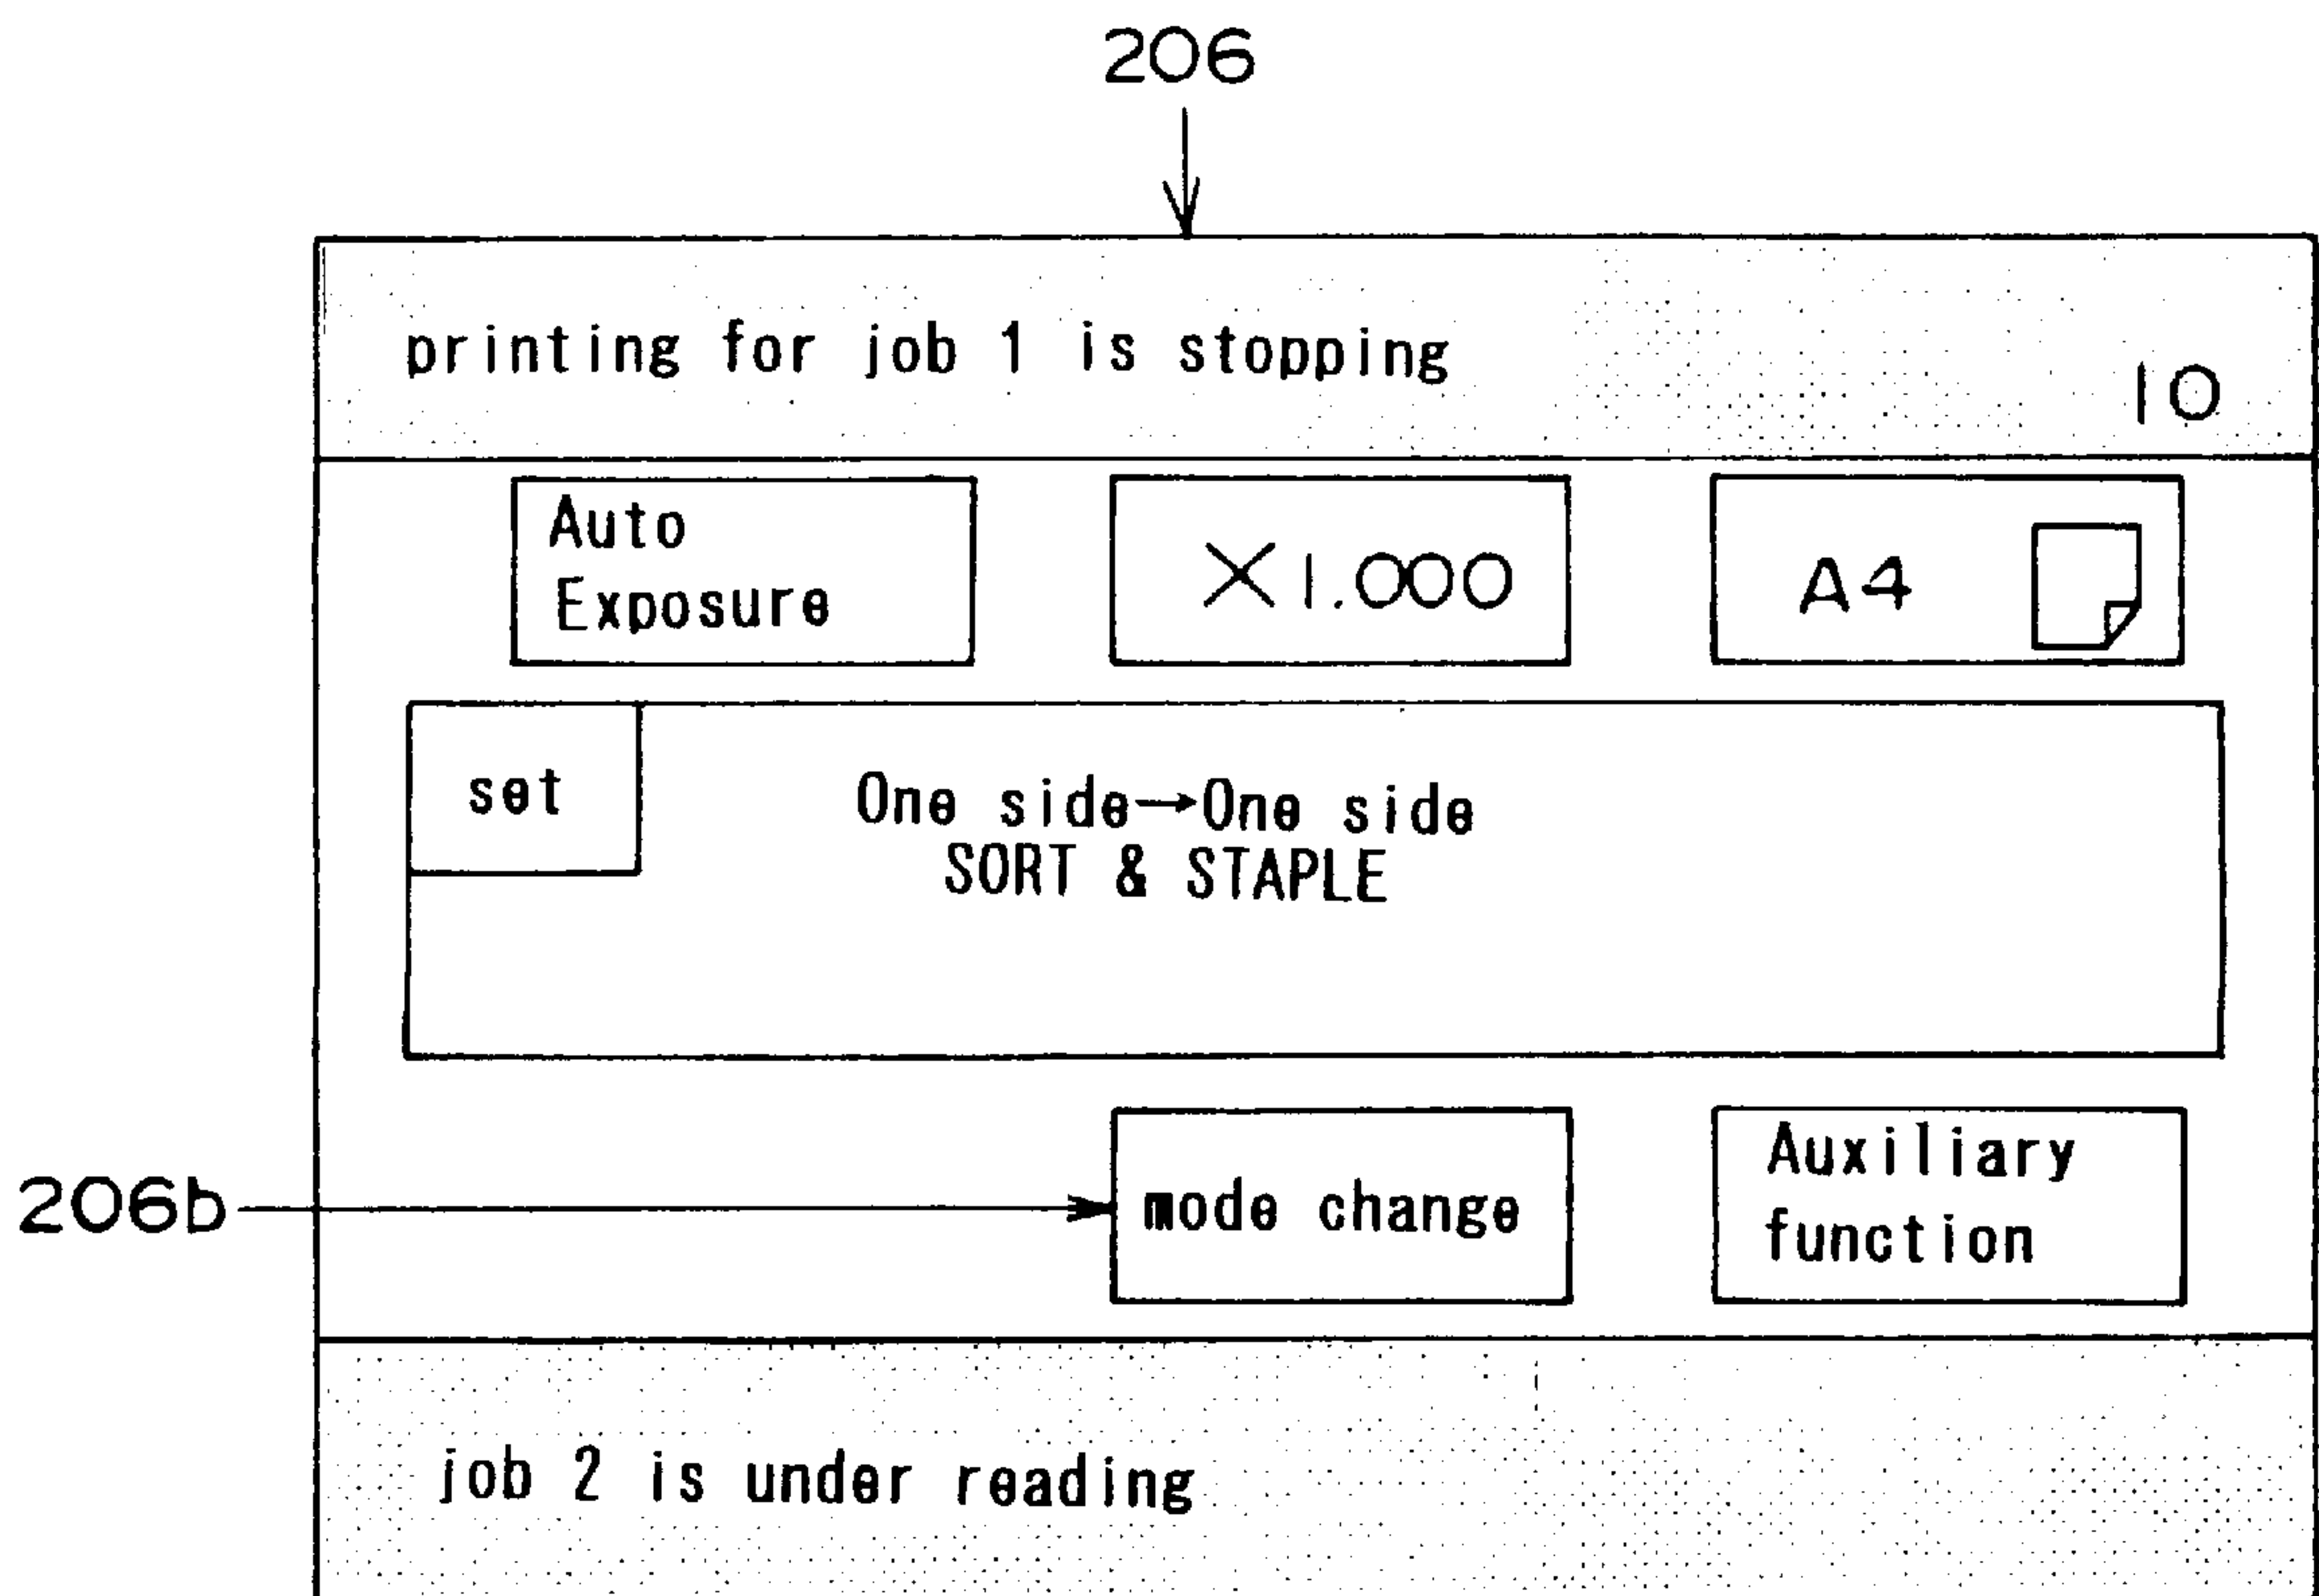 206
printing for job 1 is stopping
10
Auto
Exposure
×1.000
A4
set
One side→One side
SORT & STAPLE
206b
mode change
Auxiliary
function
job 2 is under reading